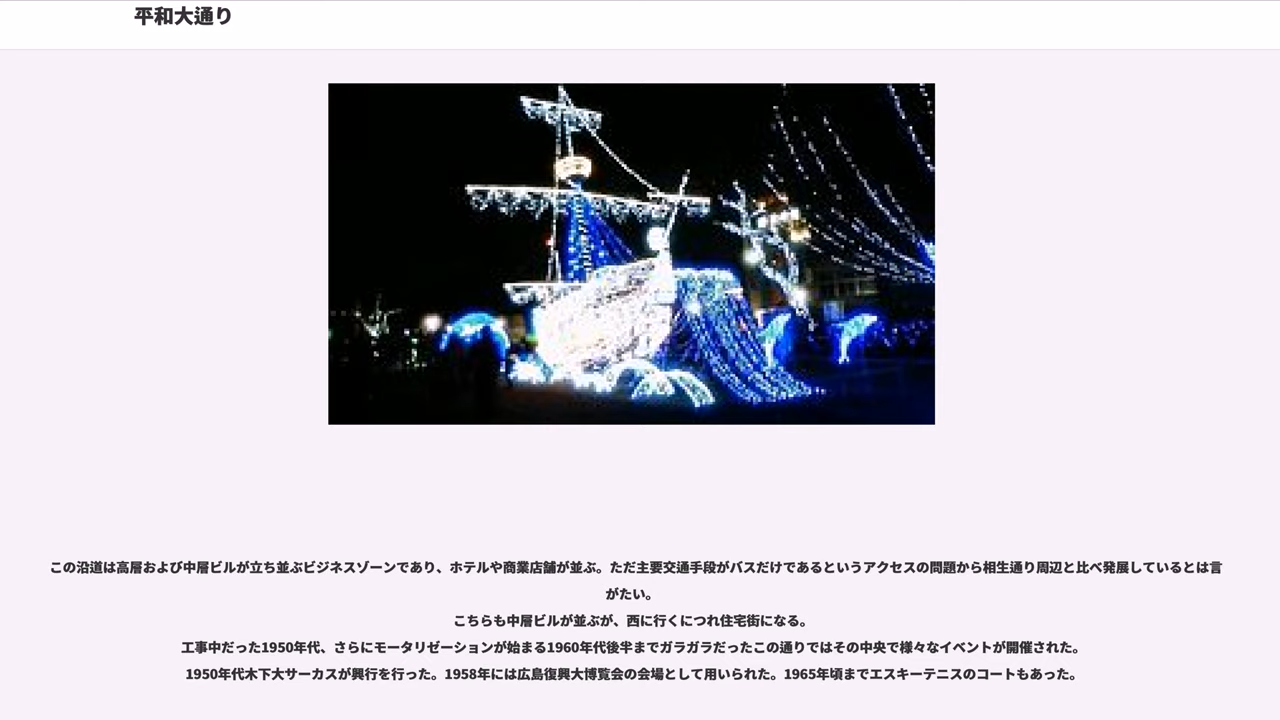 平和大通り
この沿道は高層および中層ビルが立ち並ぶビジネスゾーンであり、ホテルや商業店舗が並ぶ。ただ主要交通手段がバスだけであるというアクセスの問題から相生通り周辺と比べ発展しているとは言
がたい。
こちらも中層ビルが並ぶが、西に行くにつれ住宅街になる。
工事中だった1950年代、さらにモータリゼーションが始まる1960年代後半までガラガラだったこの通りではその中央で様々なイベントが開催された。
1950年代木下大サーカスが興行を行った。1958年には広島復興大博覧会の会場として用いられた。1965年頃までエスキーテニスのコートもあった。